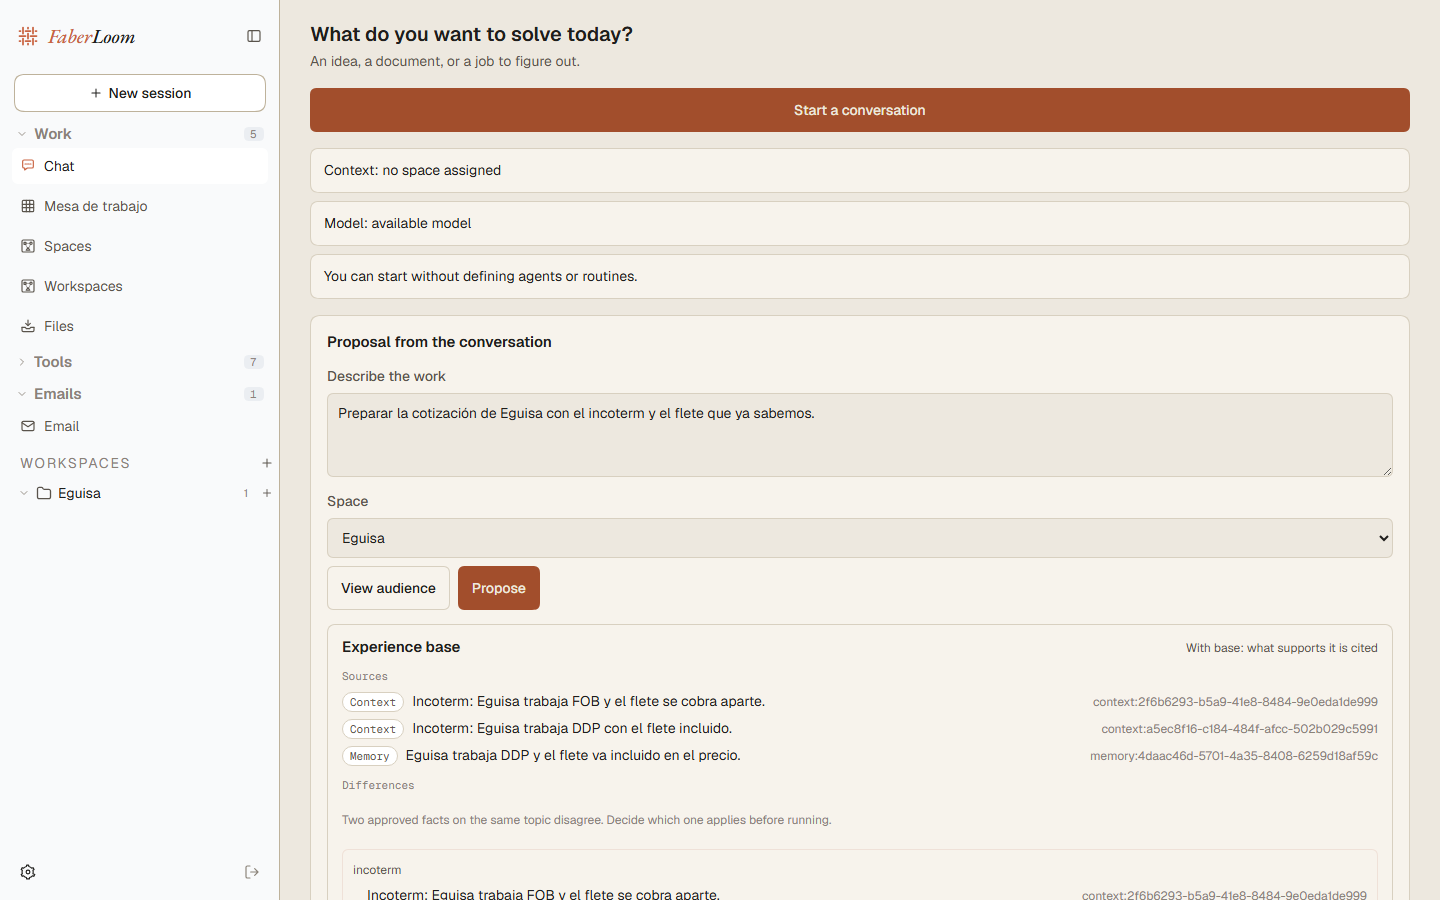 FaberLoom
New session
Work 5
Chat
Mesa de trabajo
Spaces
Workspaces
Files
Tools 7
Emails 1
Email
WORKSPACES
Eguisa 1
What do you want to solve today?
An idea, a document, or a job to figure out.
Start a conversation
Context: no space assigned
Model: available model
You can start without defining agents or routines.
Proposal from the conversation
Describe the work
Preparar la cotización de Eguisa con el incoterm y el flete que ya sabemos.
Space
Eguisa
View audience Propose
Experience base With base: what supports it is cited
Sources
Context Incoterm: Eguisa trabaja FOB y el flete se cobra aparte. context:2f6b6293-b5a9-41e8-8484-9e0eda1de999
Context Incoterm: Eguisa trabaja DDP con el flete incluido. context:a5ec8f16-c184-484f-afcc-502b029c5991
Memory Eguisa trabaja DDP y el flete va incluido en el precio. memory:4daac46d-5701-4a35-8408-6259d18af59c
Differences
Two approved facts on the same topic disagree. Decide which one applies before running.
incoterm
Incoterm: Eguisa trabaja FOB y el flete se cobra aparte. context:2f6b6293-b5a9-41e8-8484-9e0eda1de999